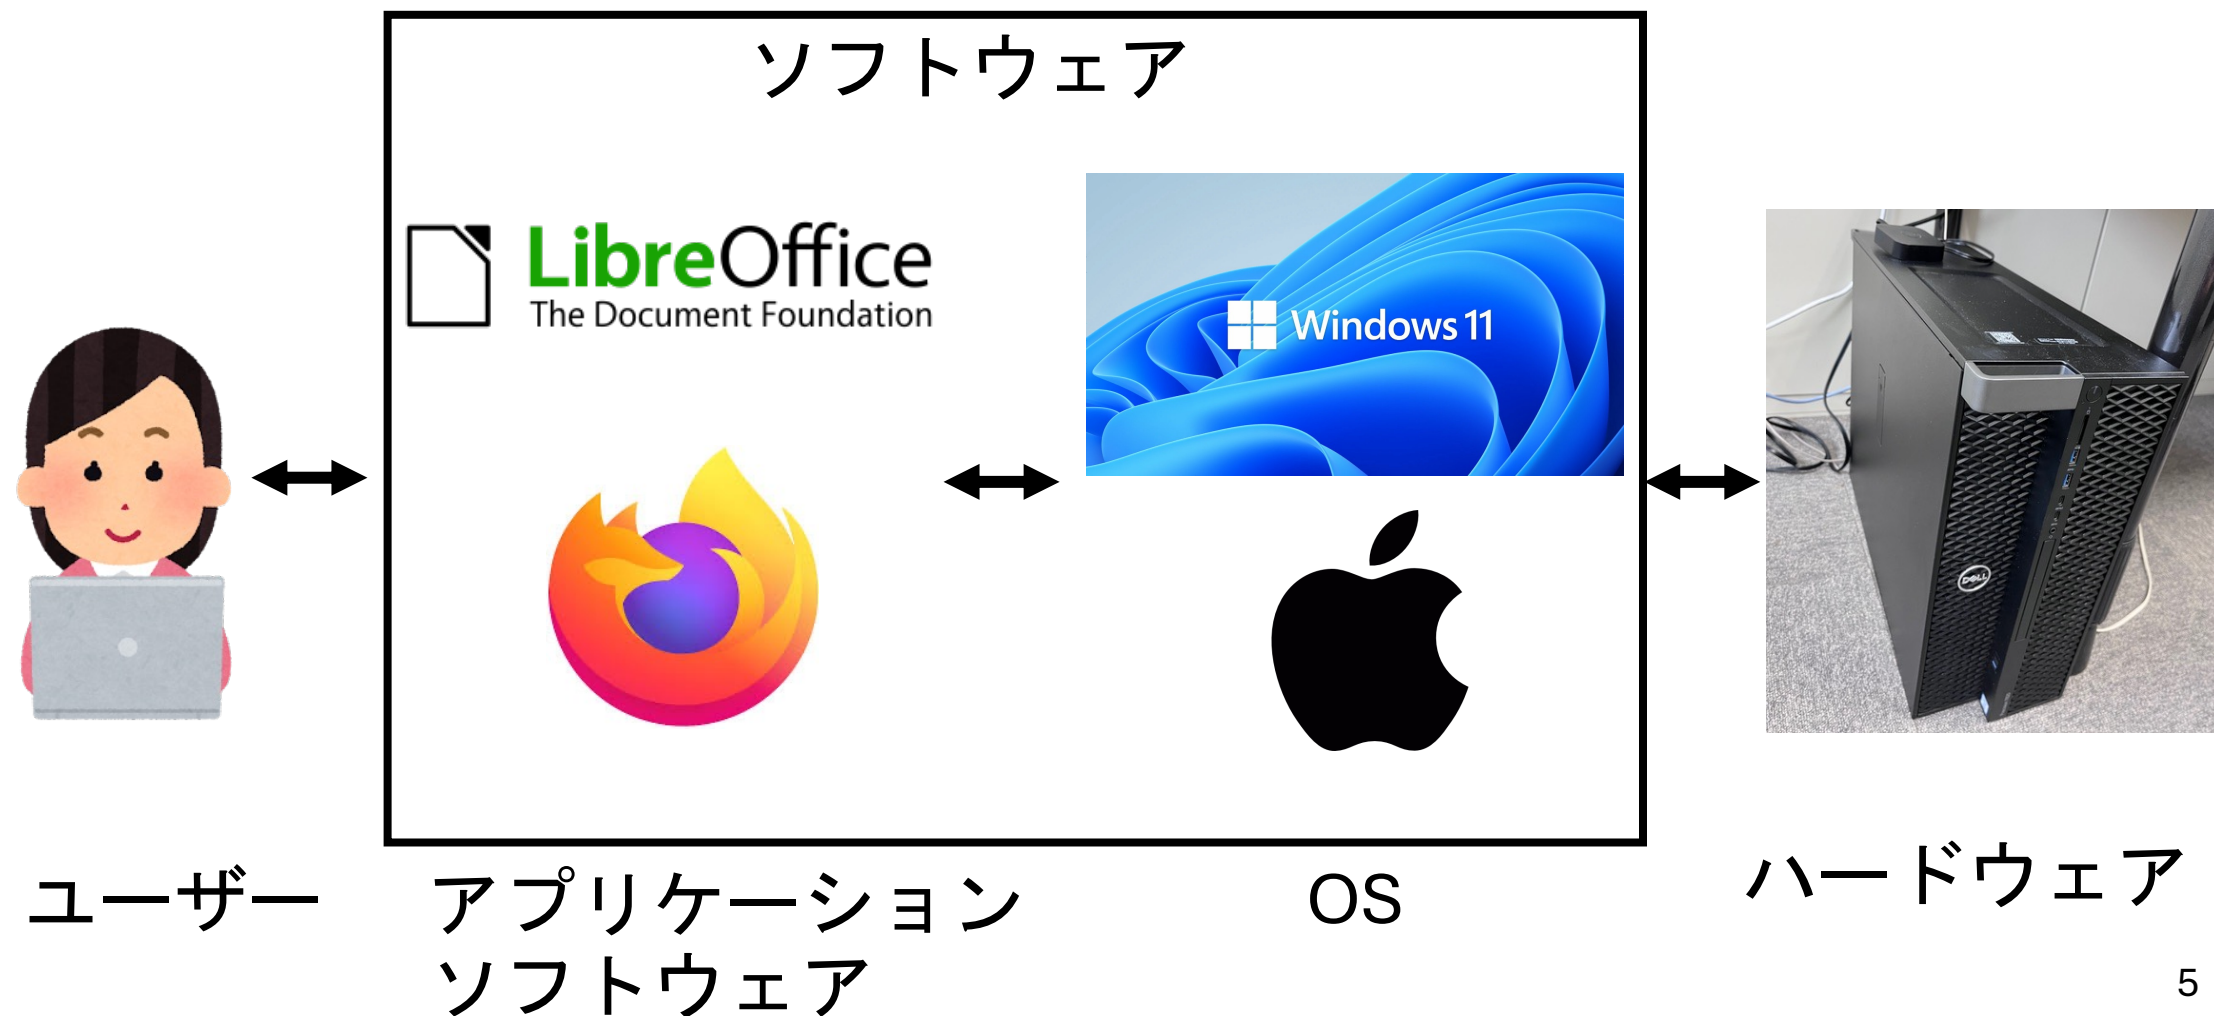 ソフトウェア
LibreOffice
The Document Foundation
Windows 11
DELL
ユーザー
アプリケーション
ソフトウェア
OS
ハードウェア
5